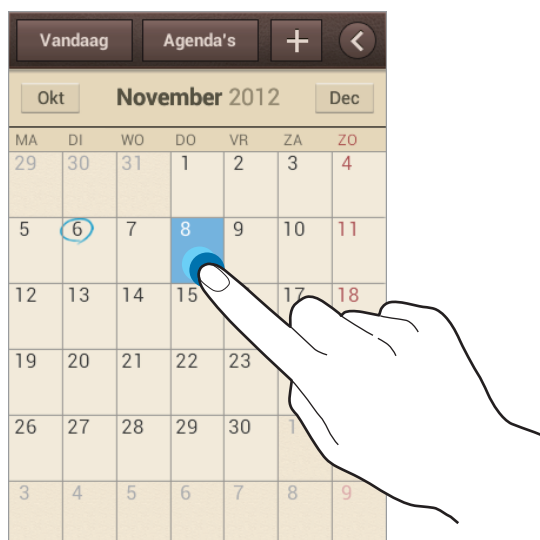 Vandaag Agenda's
Okt November 2012 Dec
MA DI WO DO VR ZA ZO
29 30 31 1 2 3 4
5 6 7 8 9 10 11
12 13 14 15 17 18
19 20 21 22 23
26 27 28 29 30 1
3 4 5 6 7 8 9